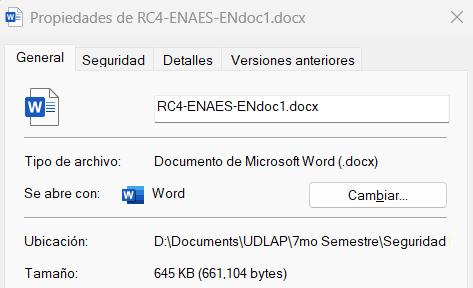 Propiedades de RC4-ENAES-ENdoc1.docx
General Seguridad Detalles Versiones anteriores
RC4-ENAES-ENdoc1.docx
Tipo de archivo: Documento de Microsoft Word (.docx)
Se abre con: Word Cambiar...
Ubicación: D:\Documents\UDLAP\7mo Semestre\Seguridad
Tamaño: 645 KB (661,104 bytes)